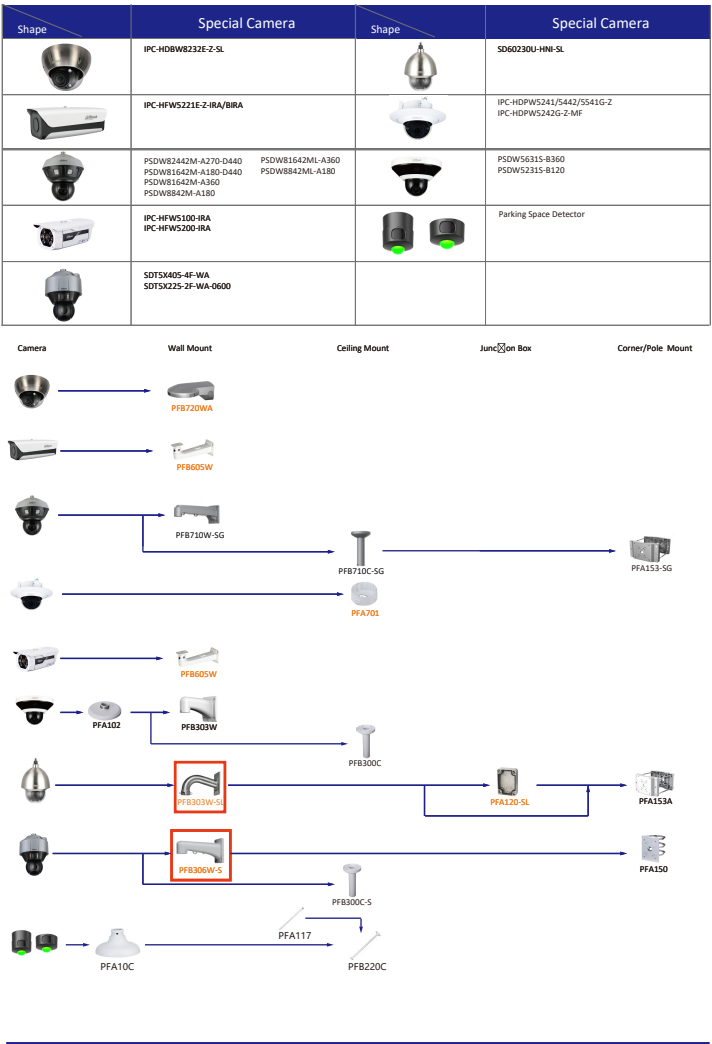 Shape
Special Camera
Shape
Special Camera
IPC-HDBW8232E-Z-SL
SD60230U-HNI-SL
IPC-HFW5221E-Z-IRA/BIRA
IPC-HDPW5241/5442/5541G-Z
IPC-HDPW5242G-Z-MF
PSDW82442M-A270-D440 PSDW81642ML-A360
PSDW81642M-A180-D440 PSDW8842ML-A180
PSDW81642M-A360
PSDW8842M-A180
PSDW5631S-B360
PSDW5231S-B120
IPC-HFW5100-IRA
IPC-HFW5200-IRA
Parking Space Detector
SDT5X405-4F-WA
SDT5X225-2F-WA-0600
Camera Wall Mount Ceiling Mount Junc☒on Box Corner/Pole Mount
PFB720WA
PFB605W
PFB710W-SG
PFB710C-SG
PFA153-SG
PFA701
PFB605W
PFA102
PFB303W
PFB300C
PFB303W-SL
PFA120-SL
PFA153A
PFB306W-S
PFA150
PFB300C-S
PFA117
PFA10C
PFB220C